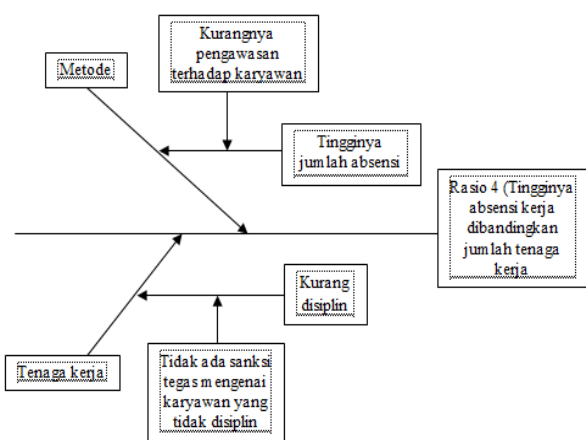 Kurangnya
pengawasan
terhadap karyawan
Metode
Tingginya
jumlah absensi
Rasio 4 (Tingginya
absensi kerja
dibandingkan
jumlah tenaga
kerja
Kurang
disiplin
Tenaga kerja
Tidak ada sanksi
tegas mengenai
karyawan yang
tidak disiplin